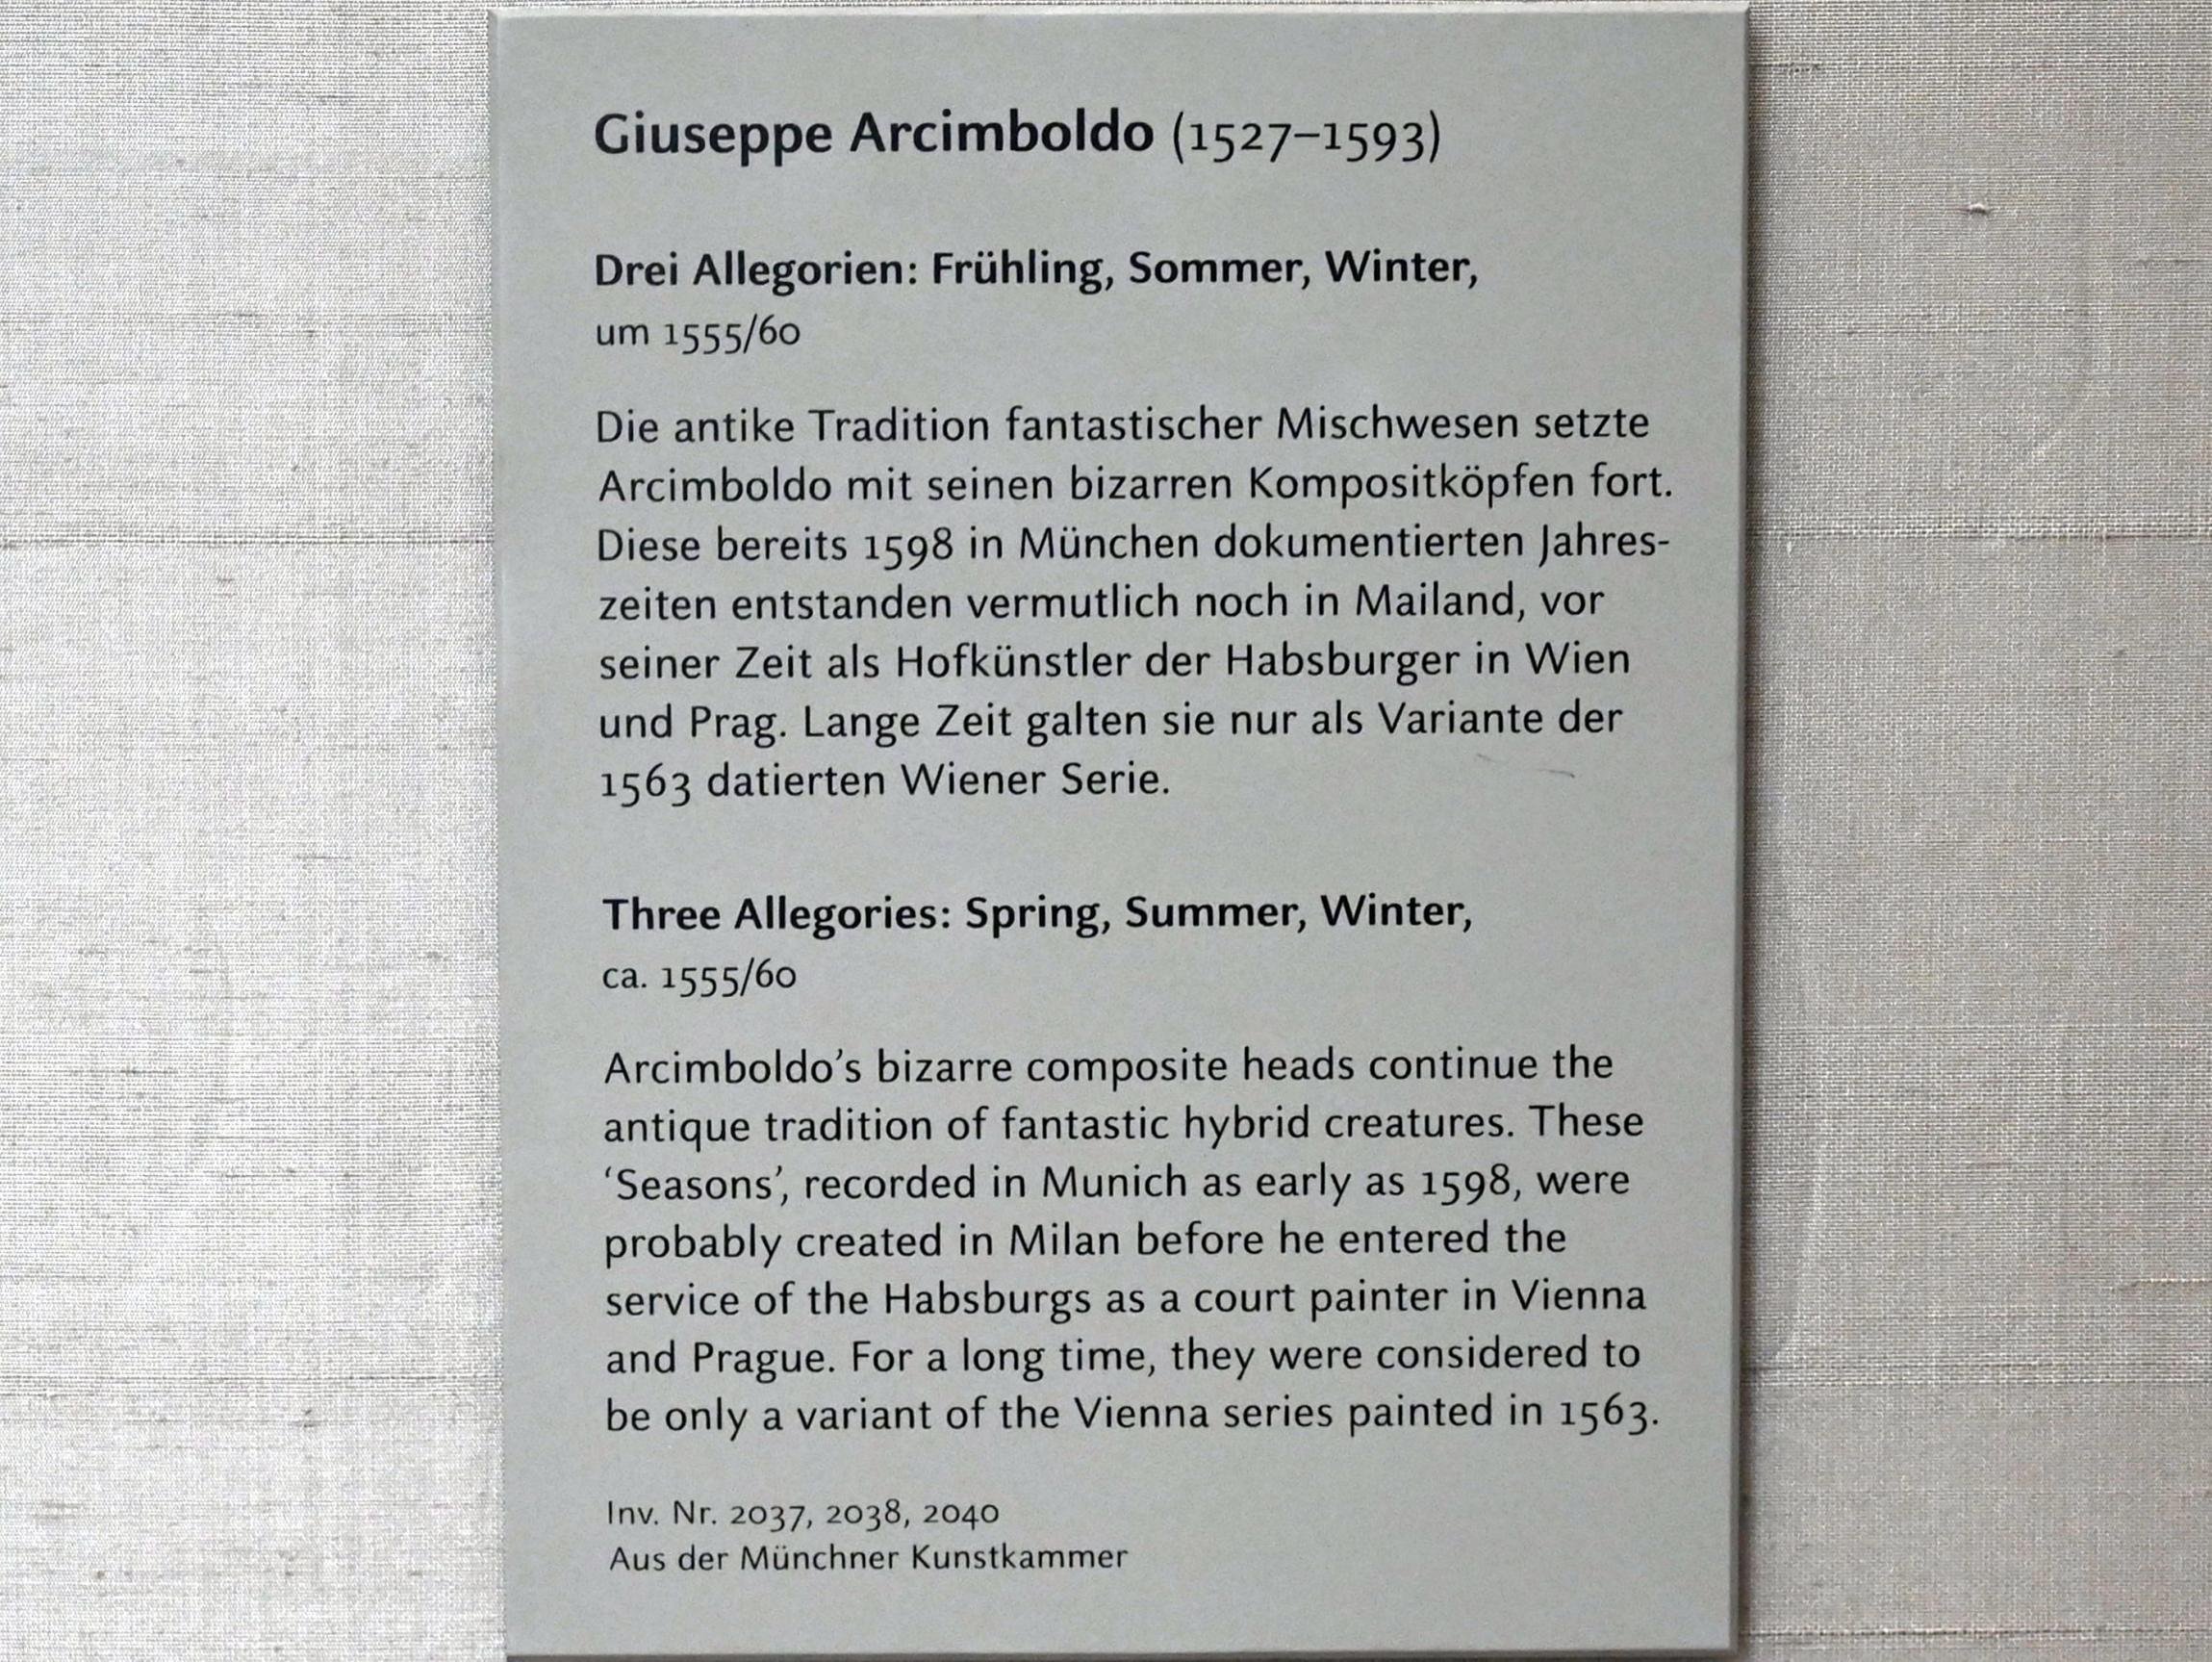 Giuseppe Arcimboldo (1527–1593)
Drei Allegorien: Frühling, Sommer, Winter,
um 1555/60
Die antike Tradition fantastischer Mischwesen setzte
Arcimboldo mit seinen bizarren Kompositköpfen fort.
Diese bereits 1598 in München dokumentierten Jahres-
zeiten entstanden vermutlich noch in Mailand, vor
seiner Zeit als Hofkünstler der Habsburger in Wien
und Prag. Lange Zeit galten sie nur als Variante der
1563 datierten Wiener Serie.
Three Allegories: Spring, Summer, Winter,
ca. 1555/60
Arcimboldo’s bizarre composite heads continue the
antique tradition of fantastic hybrid creatures. These
‘Seasons’, recorded in Munich as early as 1598, were
probably created in Milan before he entered the
service of the Habsburgs as a court painter in Vienna
and Prague. For a long time, they were considered to
be only a variant of the Vienna series painted in 1563.
Inv. Nr. 2037, 2038, 2040
Aus der Münchner Kunstkammer